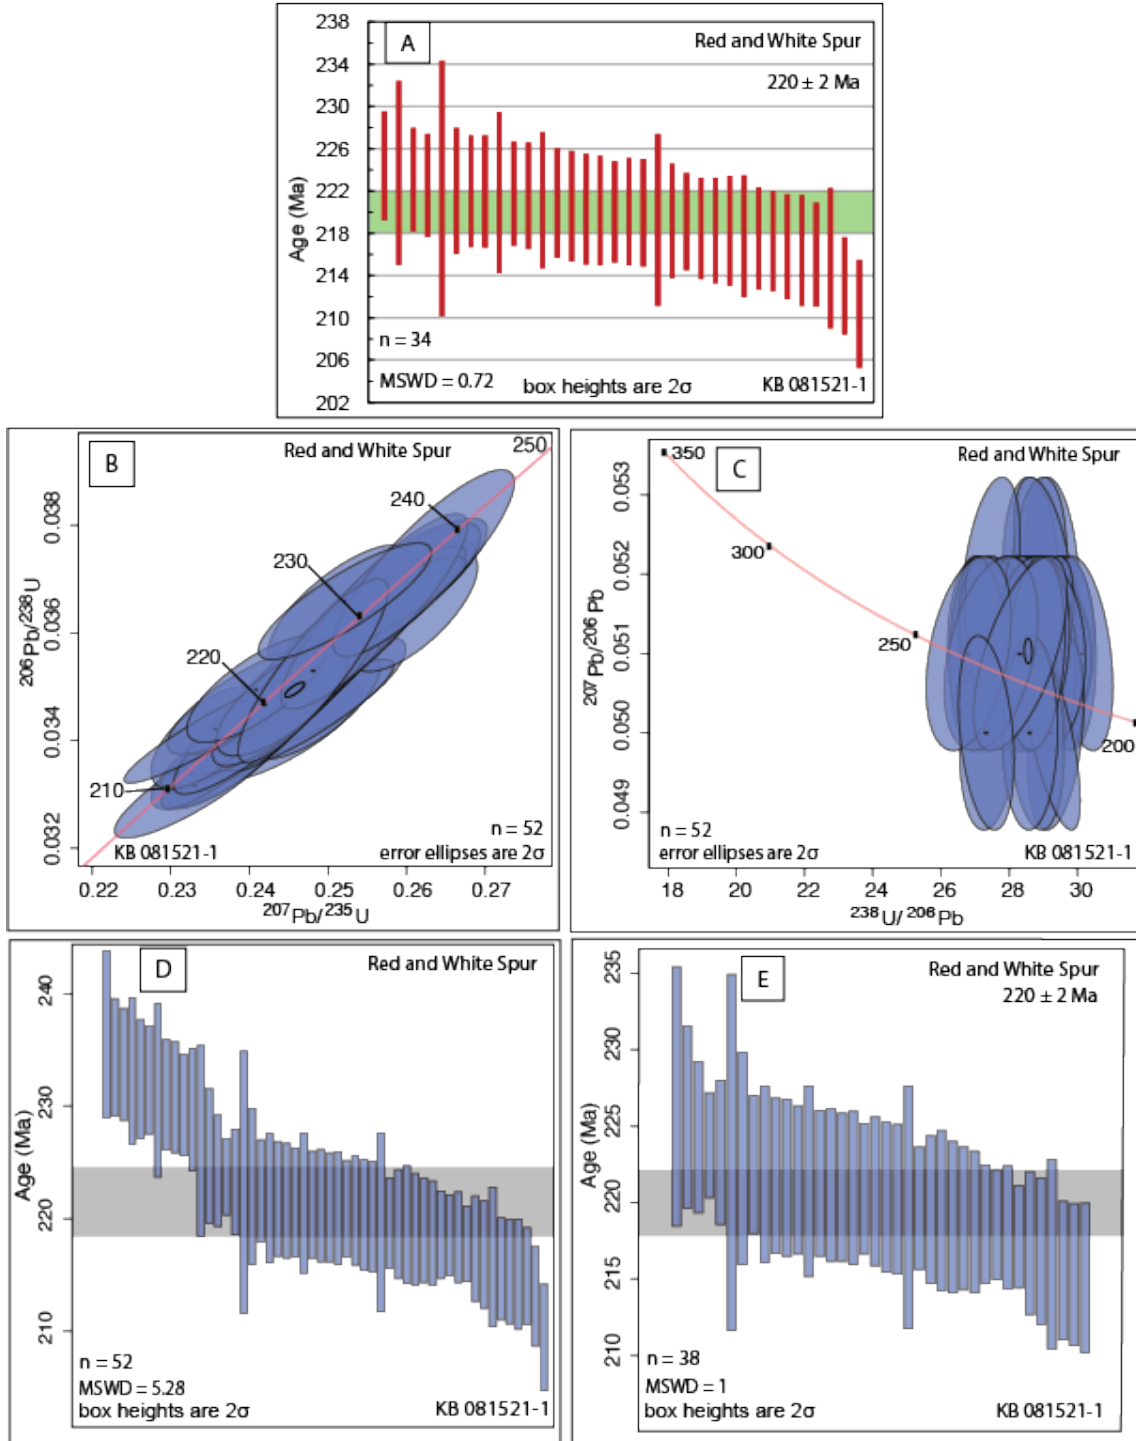 A
Red and White Spur
220 ± 2 Ma
238
234
230
226
222
218
214
210
206
202
Age (Ma)
n = 34
MSWD = 0.72
box heights are 2σ
KB 081521-1
B
Red and White Spur
250
240
230
220
210
0.038
0.036
0.034
0.032
²⁰⁶Pb/²³⁸U
n = 52
KB 081521-1
error ellipses are 2σ
0.22 0.23 0.24 0.25 0.26 0.27
²⁰⁷Pb/²³⁵U
C
Red and White Spur
350
300
250
200
0.053
0.052
0.051
0.050
0.049
²⁰⁷Pb/²⁰⁶Pb
n = 52
error ellipses are 2σ
KB 081521-1
18 20 22 24 26 28 30
²³⁸U/²⁰⁶Pb
D
Red and White Spur
240
230
220
210
Age (Ma)
n = 52
MSWD = 5.28
box heights are 2σ
KB 081521-1
E
Red and White Spur
220 ± 2 Ma
235
230
225
220
215
210
Age (Ma)
n = 38
MSWD = 1
box heights are 2σ
KB 081521-1